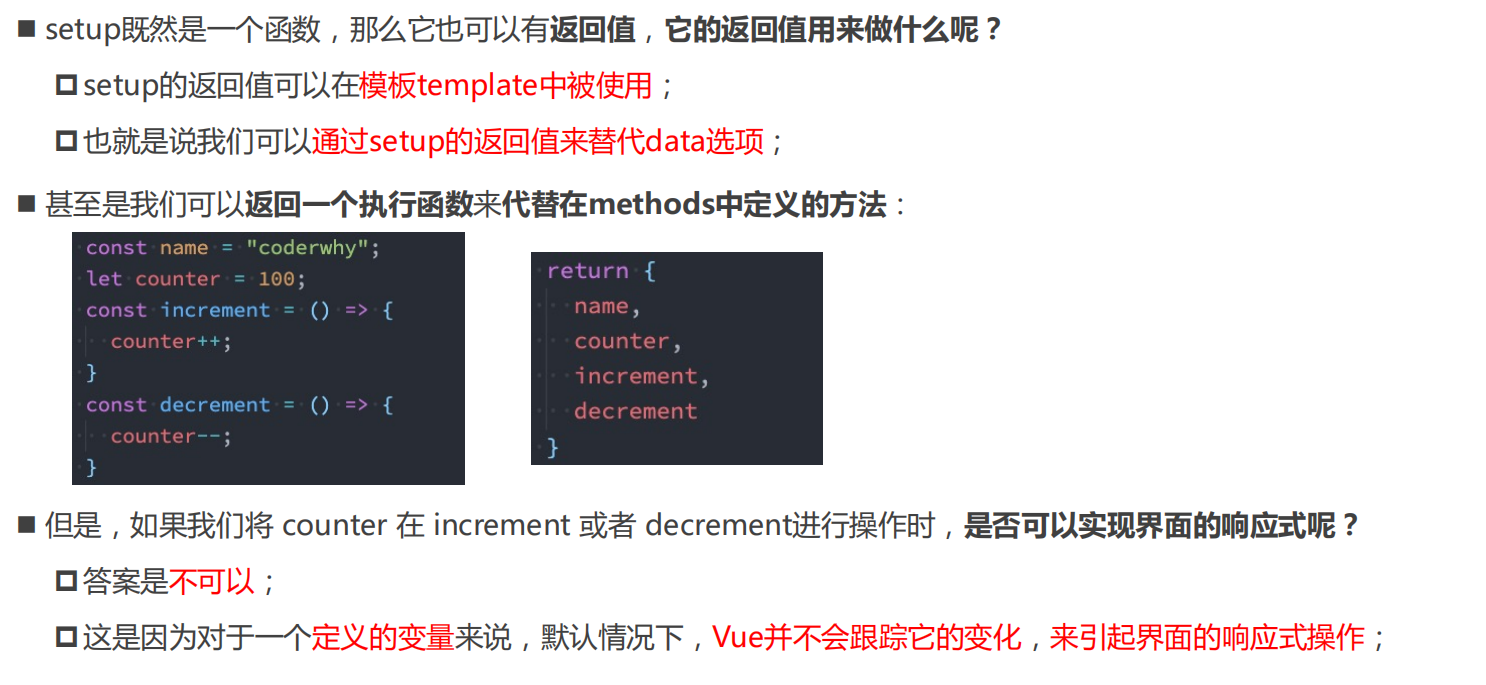 ■ setup既然是一个函数，那么它也可以有返回值，它的返回值用来做什么呢？
setup的返回值可以在模板template中被使用；
也就是说我们可以通过setup的返回值来替代data选项；
■ 甚至是我们可以返回一个执行函数来代替在methods中定义的方法：
const name = "coderwhy";
let counter = 100;
const increment = () => {
counter++;
}
const decrement = () => {
counter--;
}
return {
name,
counter,
increment,
decrement
}
■ 但是，如果我们将 counter 在 increment 或者 decrement进行操作时，是否可以实现界面的响应式呢？
答案是不可以；
这是因为对于一个定义的变量来说，默认情况下，Vue并不会跟踪它的变化，来引起界面的响应式操作；